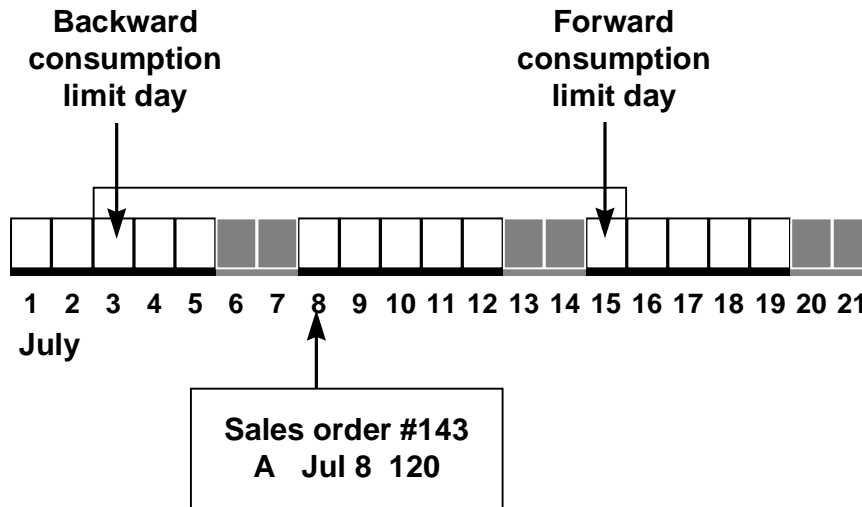 Backward
consumption
limit day
Forward
consumption
limit day
1 2 3 4 5 6 7 8 9 10 11 12 13 14 15 16 17 18 19 20 21
July
Sales order #143
A Jul 8 120